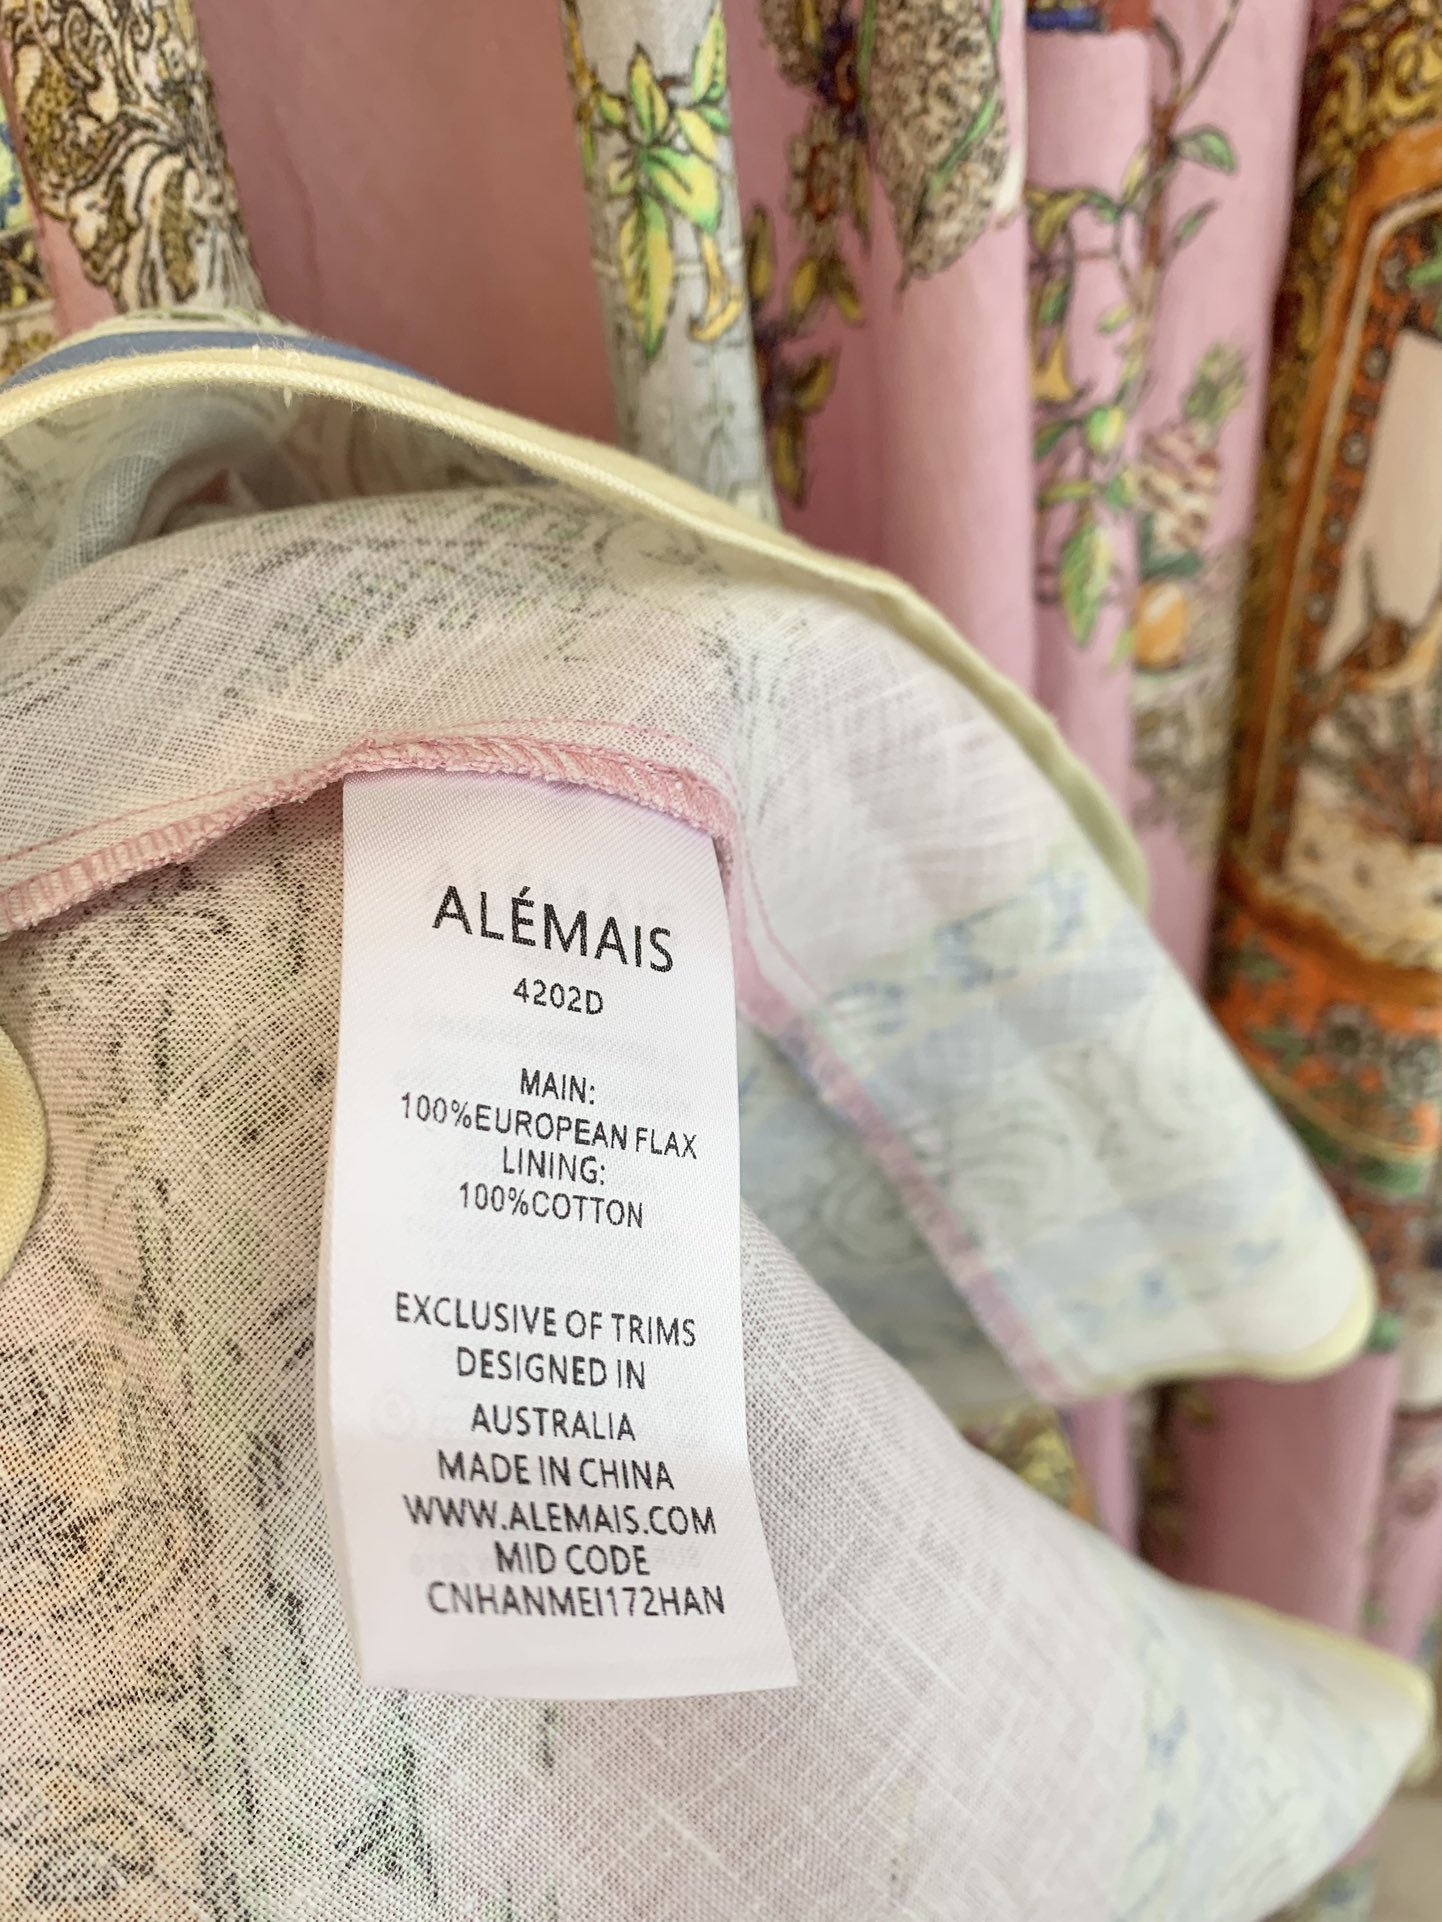 ALÉMAIS
4202D
MAIN:
100%EUROPEAN FLAX
LINING:
100%COTTON
EXCLUSIVE OF TRIMS
DESIGNED IN
AUSTRALIA
MADE IN CHINA
WWW.ALEMAIS.COM
MID CODE
CNHANMEI172HAN